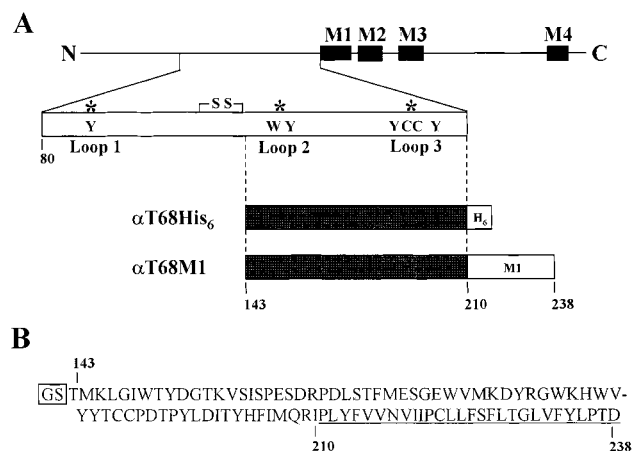 A
M1 M2 M3 M4
N C
* S S * *
Y W Y YCC Y
80 Loop 1 Loop 2 Loop 3
αT68His6 H6
αT68M1 M1
143 210 238
B
143
GS TMKLGIWTYDGTKVSISPESDRPDLSTFMESGEWVMKDYRGWKHWV-
YYTCCPDTPYLDITYHFIMQRIPLYFVVNVIIPCLLFSFLTGLVFYLPTD
210 238